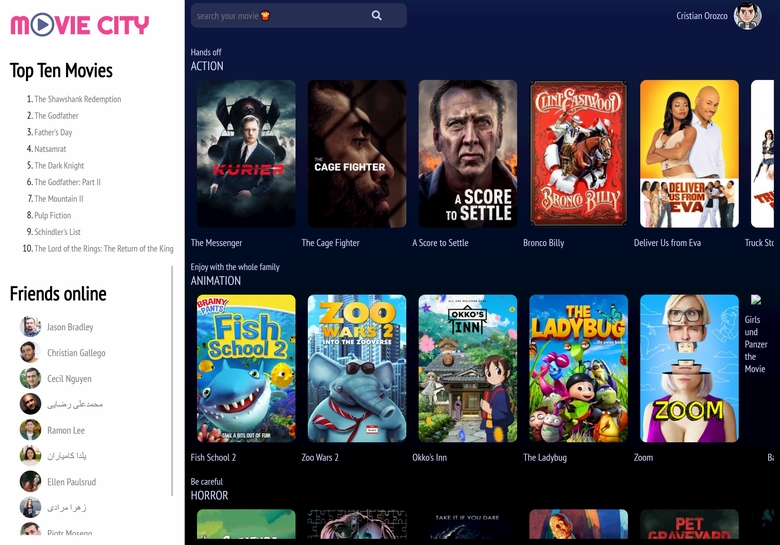 MOVIE CITY
search your movie
Cristian Orozco
Top Ten Movies
1. The Shawshank Redemption
2. The Godfather
3. Father's Day
4. Natsamrat
5. The Dark Knight
6. The Godfather: Part II
7. The Mountain II
8. Pulp Fiction
9. Schindler's List
10. The Lord of the Rings: The Return of the King
Friends online
Jason Bradley
Christian Gallego
Cecil Nguyen
محمدعلی رضایی
Ramon Lee
یلدا کامیاران
Ellen Paulsrud
زهرا مرادی
Hands off
ACTION
KURIER
THE
CAGE FIGHTER
A SCORE
TO SETTLE
CLINT EASTWOOD
BRONCO BILLY
DELIVER
US FROM
EVA
The Messenger
The Cage Fighter
A Score to Settle
Bronco Billy
Deliver Us from Eva
Truck Sto
Enjoy with the whole family
ANIMATION
BRAINY
PANTS
Fish
School 2
TAKE A BITE OUT OF FUN!
ZOO
WARS 2
INTO THE ZOOVERSE
OKKO'S
INN
THE
LADYBUG
ZOOM
Girls
und
Panzer
the
Movie
Fish School 2
Zoo Wars 2
Okko's Inn
The Ladybug
Zoom
Ba
Be careful
HORROR
TAKE IT IF YOU DARE
PET
GRAVEYARD